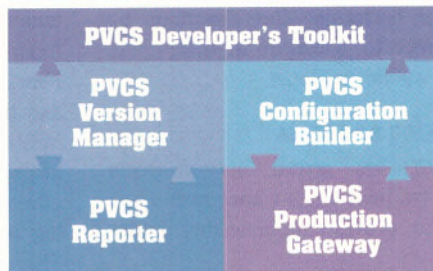 PVCS Developer's Toolkit
PVCS
Version
Manager
PVCS
Configuration
Builder
PVCS
Reporter
PVCS
Production
Gateway